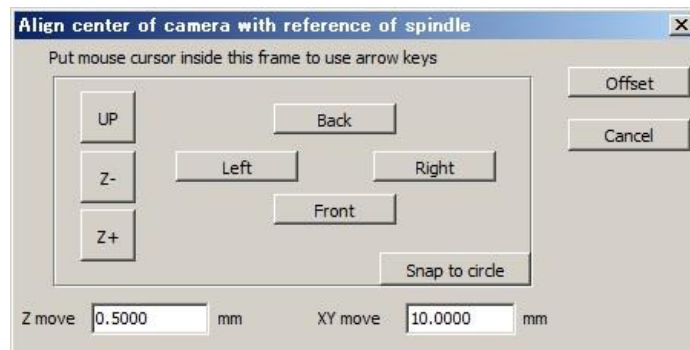 Align center of camera with reference of spindle
Put mouse cursor inside this frame to use arrow keys
Offset
UP
Back
Cancel
Z-
Left
Right
Front
Z+
Snap to circle
Z move 0.5000 mm XY move 10.0000 mm